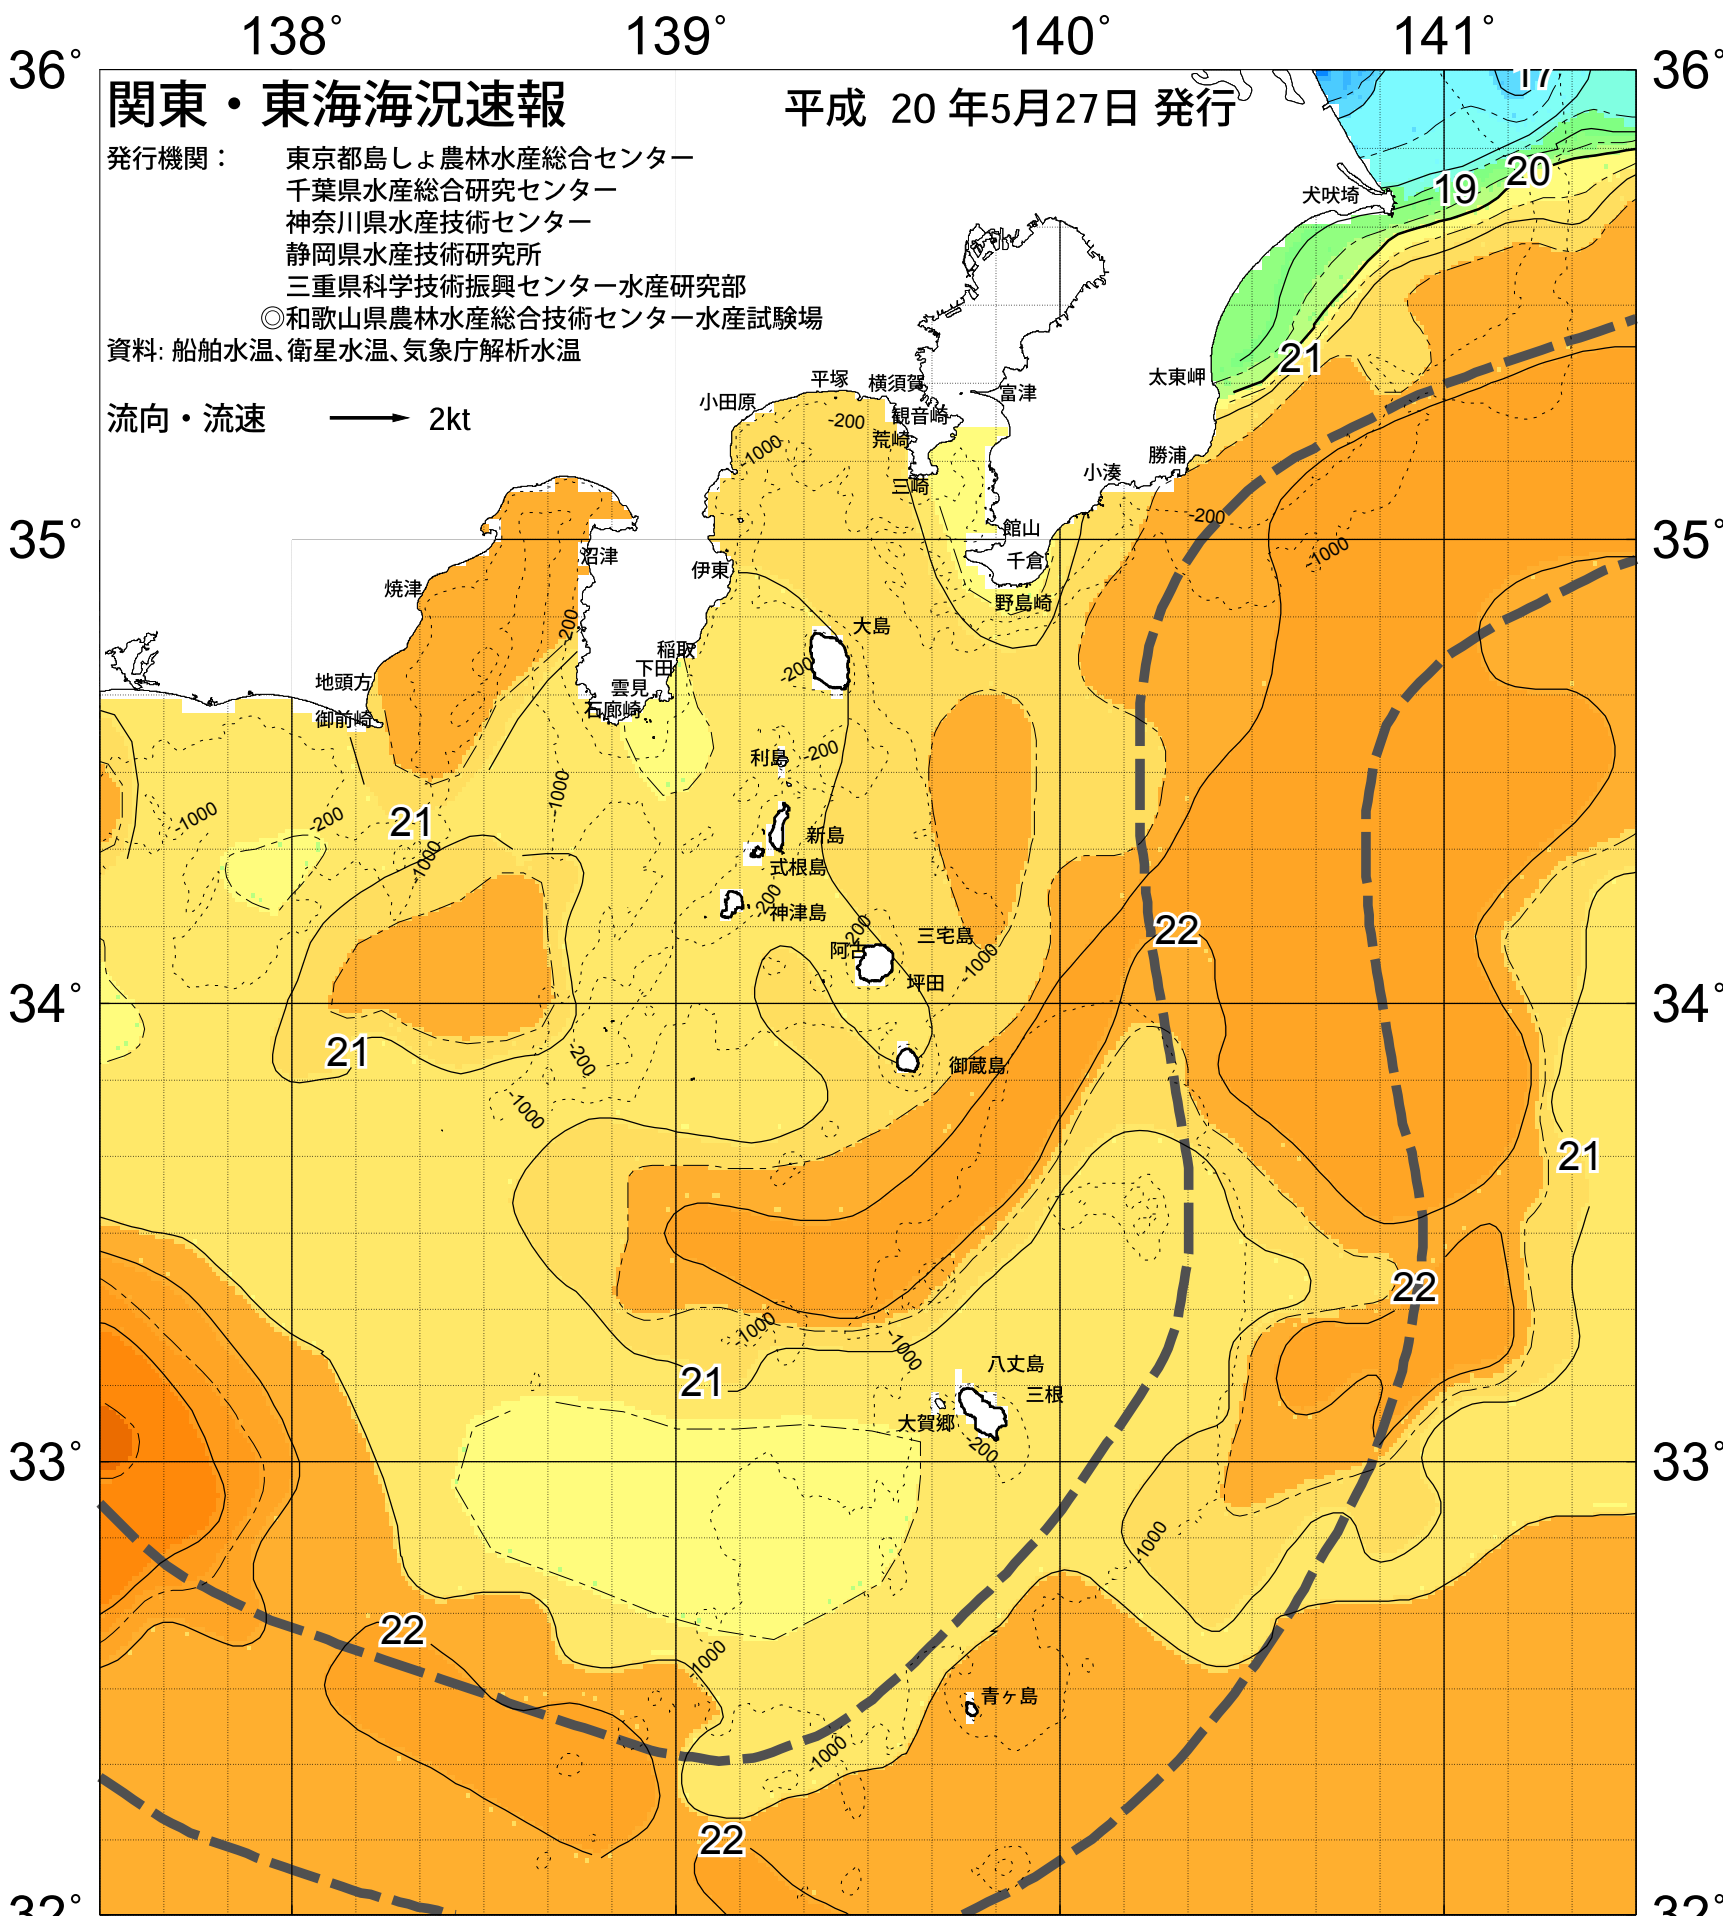 138° 139° 140° 141°
36° 36°
関東・東海海況速報 平成 20 年5月27日 発行
発行機関： 東京都島しょ農林水産総合センター
千葉県水産総合研究センター
神奈川県水産技術センター
静岡県水産技術研究所
三重県科学技術振興センター水産研究部
◎和歌山県農林水産総合技術センター水産試験場
資料: 船舶水温､衛星水温､気象庁解析水温
流向・流速 2kt
17
20
19
犬吠埼
21
太東岬
平塚
横須賀
富津
小田原
観音崎
-200
荒崎
-1000
勝浦
小湊
三崎
-200
館山
35° 35°
沼津
千倉
-1000
伊東
焼津
野島崎
200
大島
稲取
下田
-200
地頭方
雲見
石廊崎
御前崎
利島
-200
-1000
-1000
-200
21
新島
-1000
式根島
-200
神津島
-200
22
三宅島
阿古
-1000
坪田
34° 34°
21
-200
御蔵島
-1000
21
22
-1000
-1000
八丈島
21
三根
大賀郷
-200
33° 33°
-1000
22
-1000
青ヶ島
-1000
22
32° 32°